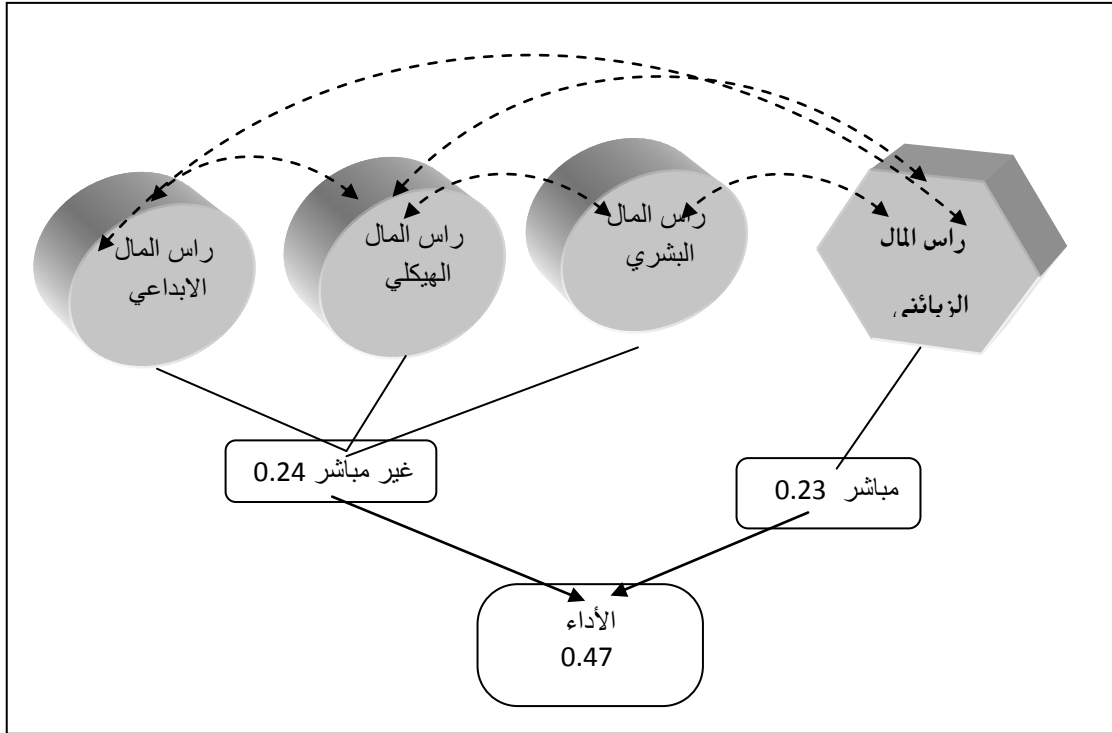 راس المال
الزبائني
راس المال
البشري
راس المال
الهيكلي
راس المال
الابداعي
مباشر 0.23
غير مباشر 0.24
الأداء
0.47